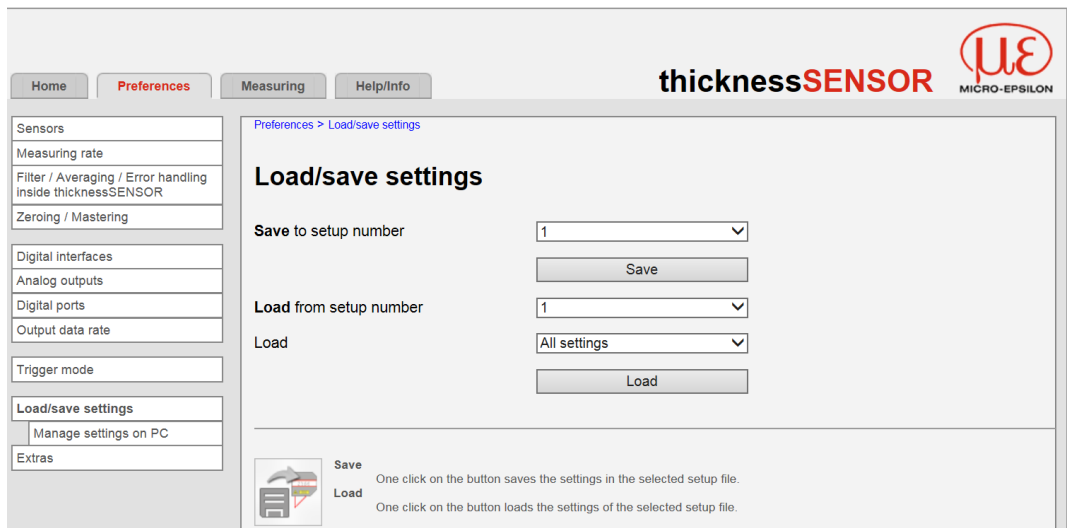 Home
Preferences
Measuring
Help/Info
thicknessSENSOR
με
MICRO-EPSILON
Sensors
Measuring rate
Filter / Averaging / Error handling
inside thicknessSENSOR
Zeroing / Mastering
Digital interfaces
Analog outputs
Digital ports
Output data rate
Trigger mode
Load/save settings
Manage settings on PC
Extras
Preferences > Load/save settings
Load/save settings
Save to setup number
1
Save
Load from setup number
1
Load
All settings
Load
Save
One click on the button saves the settings in the selected setup file.
Load
One click on the button loads the settings of the selected setup file.